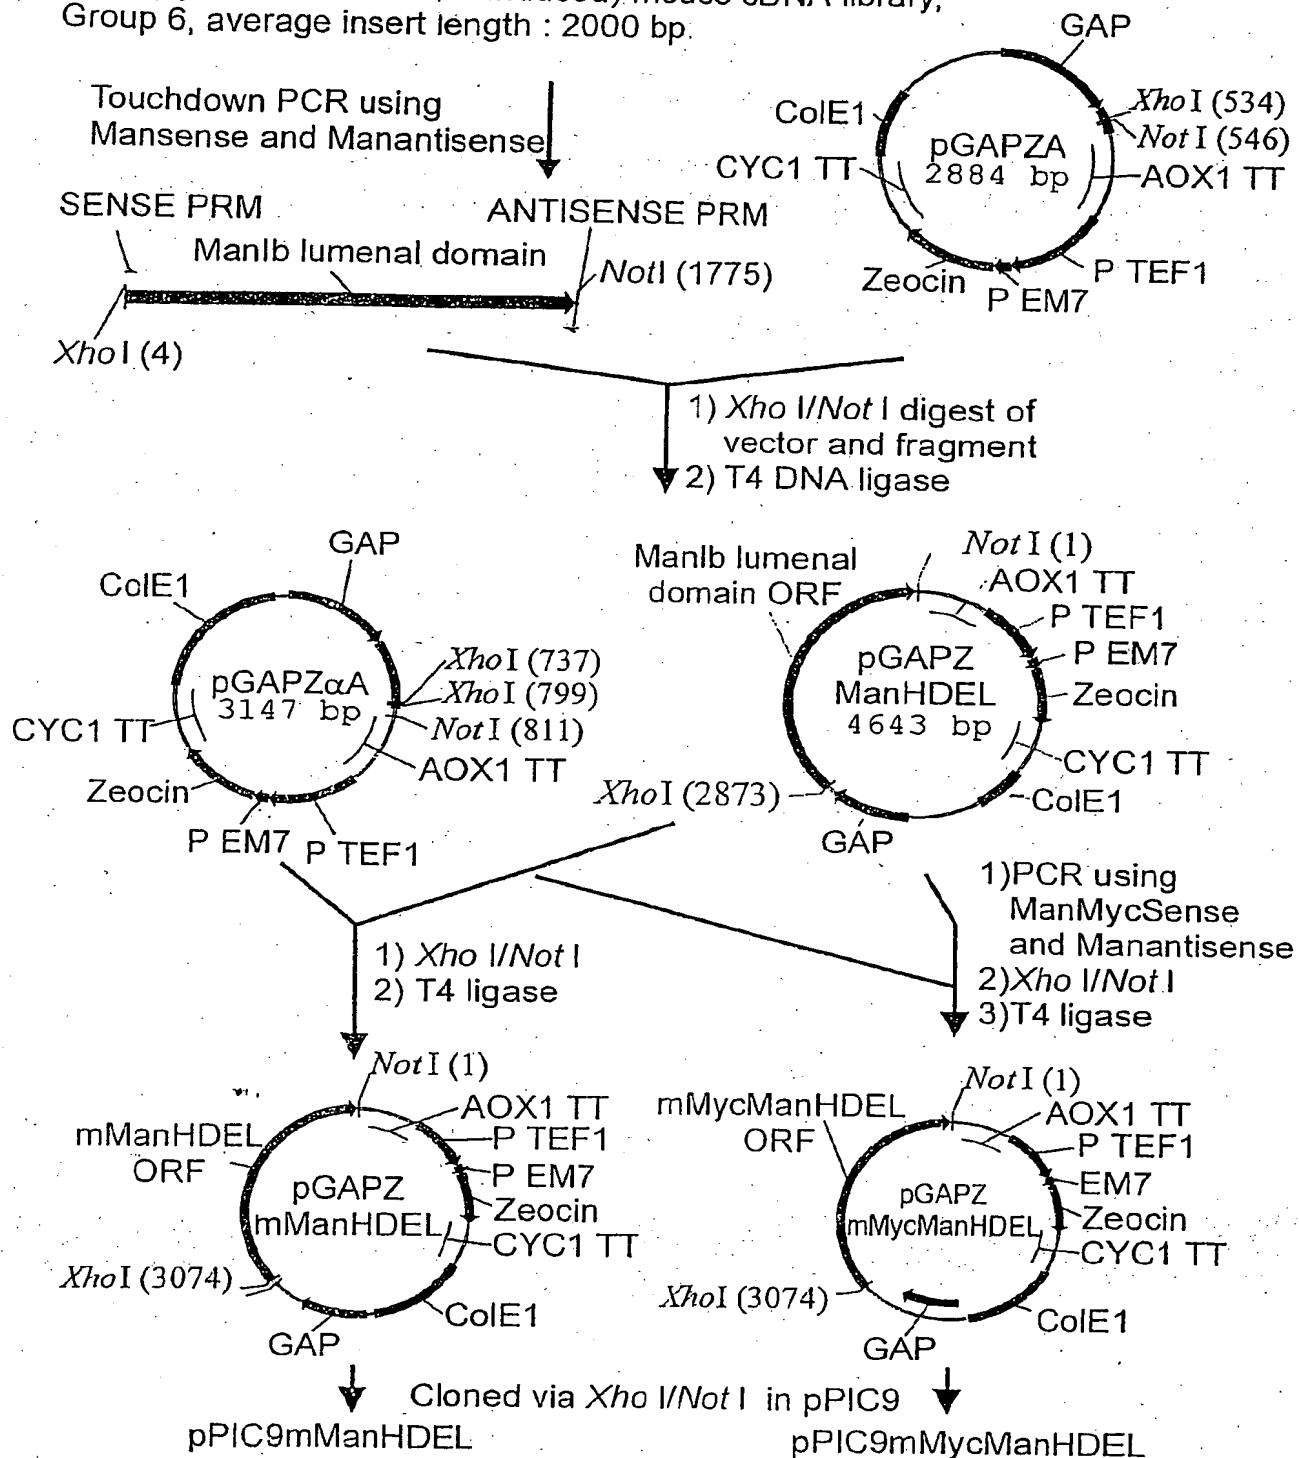 mouse cDNA library,
Group 6, average insert length : 2000 bp.
Touchdown PCR using
Mansense and Manantisense
GAP
ColE1
XhoI (534)
NotI (546)
pGAPZA
2884 bp
CYC1 TT
AOX1 TT
Zeocin
P TEF1
P EM7
SENSE PRM
ANTISENSE PRM
ManIb lumenal domain
NotI (1775)
XhoI (4)
1) Xho I/Not I digest of
vector and fragment
2) T4 DNA ligase
GAP
ColE1
XhoI (737)
XhoI (799)
NotI (811)
pGAPZαA
3147 bp
CYC1 TT
AOX1 TT
Zeocin
P EM7
P TEF1
ManIb lumenal
domain ORF
NotI (1)
AOX1 TT
P TEF1
P EM7
Zeocin
pGAPZ
ManHDEL
4643 bp
CYC1 TT
ColE1
XhoI (2873)
GAP
1) Xho I/Not I
2) T4 ligase
1)PCR using
ManMycSense
and Manantisense
2)Xho I/Not I
3)T4 ligase
NotI (1)
AOX1 TT
P TEF1
P EM7
Zeocin
CYC1 TT
mManHDEL
ORF
pGAPZ
mManHDEL
XhoI (3074)
ColE1
GAP
NotI (1)
AOX1 TT
P TEF1
EM7
Zeocin
CYC1 TT
mMycManHDEL
ORF
pGAPZ
mMycManHDEL
XhoI (3074)
ColE1
GAP
Cloned via Xho I/Not I in pPIC9
pPIC9mManHDEL
pPIC9mMycManHDEL